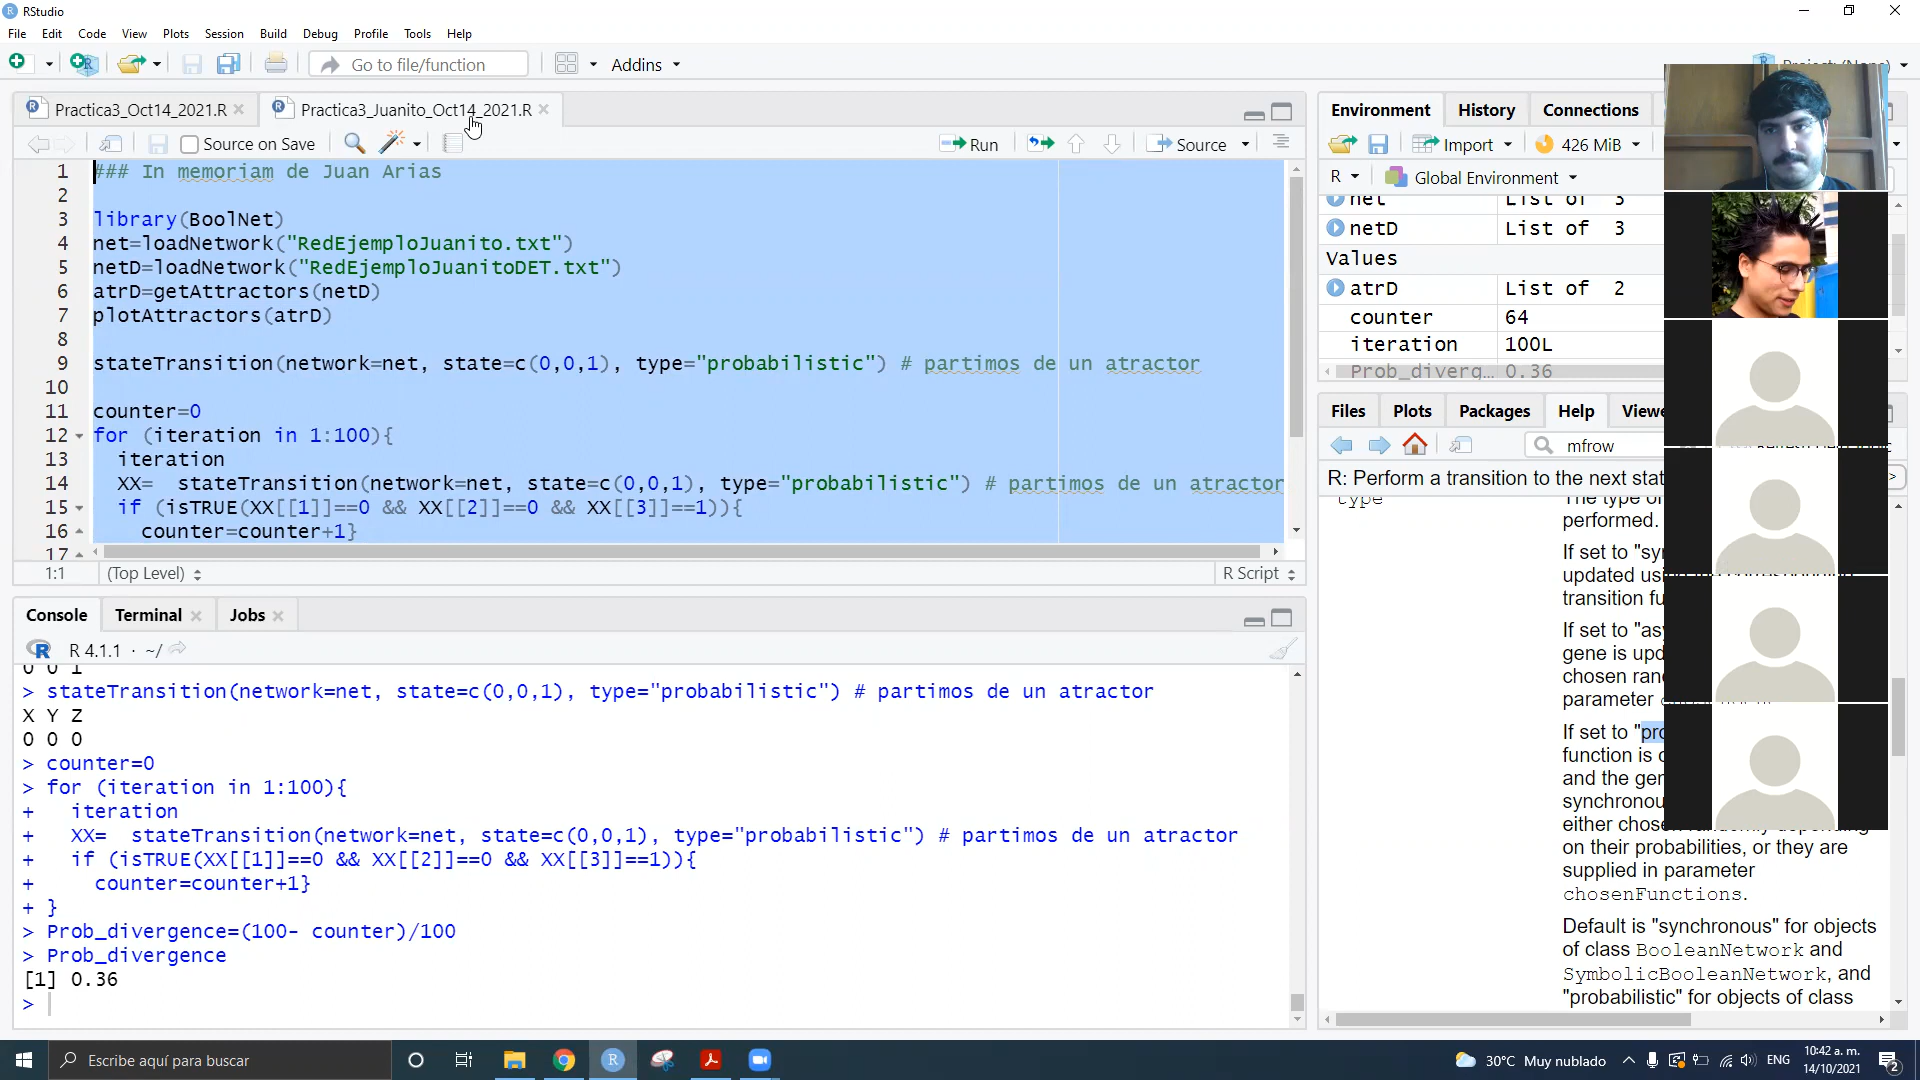 RStudio
File Edit Code View Plots Session Build Debug Profile Tools Help
Go to file/function Addins
Practica3_Oct14_2021.R Practica3_Juanito_Oct14_2021.R
Source on Save Run Source
1 ### In memoriam de Juan Arias
2
3 library(BoolNet)
4 net=loadNetwork("RedEjemploJuanito.txt")
5 netD=loadNetwork("RedEjemploJuanitoDET.txt")
6 atrD=getAttractors(netD)
7 plotAttractors(atrD)
8
9 stateTransition(network=net, state=c(0,0,1), type="probabilistic") # partimos de un atractor
10
11 counter=0
12 for (iteration in 1:100){
13 iteration
14 XX= stateTransition(network=net, state=c(0,0,1), type="probabilistic") # partimos de un atractor
15 if (isTRUE(XX[[1]]==0 && XX[[2]]==0 && XX[[3]]==1)){
16 counter=counter+1}
17
1:1 (Top Level) R Script
Console Terminal Jobs
R 4.1.1 · ~/
0 0 1
> stateTransition(network=net, state=c(0,0,1), type="probabilistic") # partimos de un atractor
X Y Z
0 0 0
> counter=0
> for (iteration in 1:100){
+ iteration
+ XX= stateTransition(network=net, state=c(0,0,1), type="probabilistic") # partimos de un atractor
+ if (isTRUE(XX[[1]]==0 && XX[[2]]==0 && XX[[3]]==1)){
+ counter=counter+1}
+ }
> Prob_divergence=(100- counter)/100
> Prob_divergence
[1] 0.36
>
Project: (None)
Environment History Connections
Import 426 MiB
R Global Environment
net List of 3
netD List of 3
Values
atrD List of 2
counter 64
iteration 100L
Prob_diverg… 0.36
Files Plots Packages Help Viewe
mfrow
R: Perform a transition to the next stat
type The type of
performed.
If set to "sy
updated using the corresponding
transition fu
If set to "asy
gene is upd
chosen ran
parameter
If set to "pro
function is c
and the gen
synchronou
either chosen randomly depending
on their probabilities, or they are
supplied in parameter
chosenFunctions.
Default is "synchronous" for objects
of class BooleanNetwork and
SymbolicBooleanNetwork, and
"probabilistic" for objects of class
Escribe aquí para buscar
30°C Muy nublado ENG 10:42 a. m.
14/10/2021
2